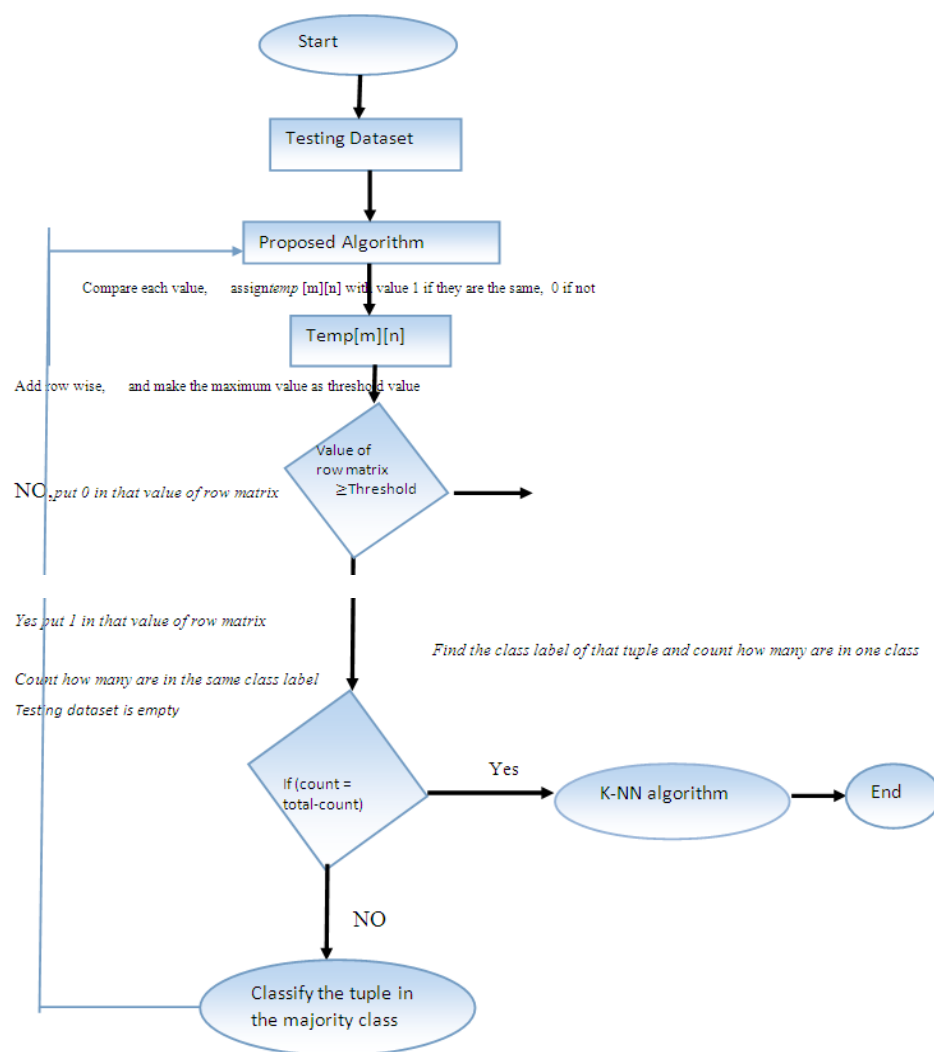 Start
Testing Dataset
Proposed Algorithm
Compare each value, assigntemp [m][n] with value 1 if they are the same, 0 if not
Temp[m][n]
Add row wise, and make the maximum value as threshold value
Value of
row matrix
≥Threshold
NO,put 0 in that value of row matrix
Yes put 1 in that value of row matrix
Find the class label of that tuple and count how many are in one class
Count how many are in the same class label
Testing dataset is empty
If (count =
total-count)
Yes
K-NN algorithm
End
NO
Classify the tuple in
the majority class